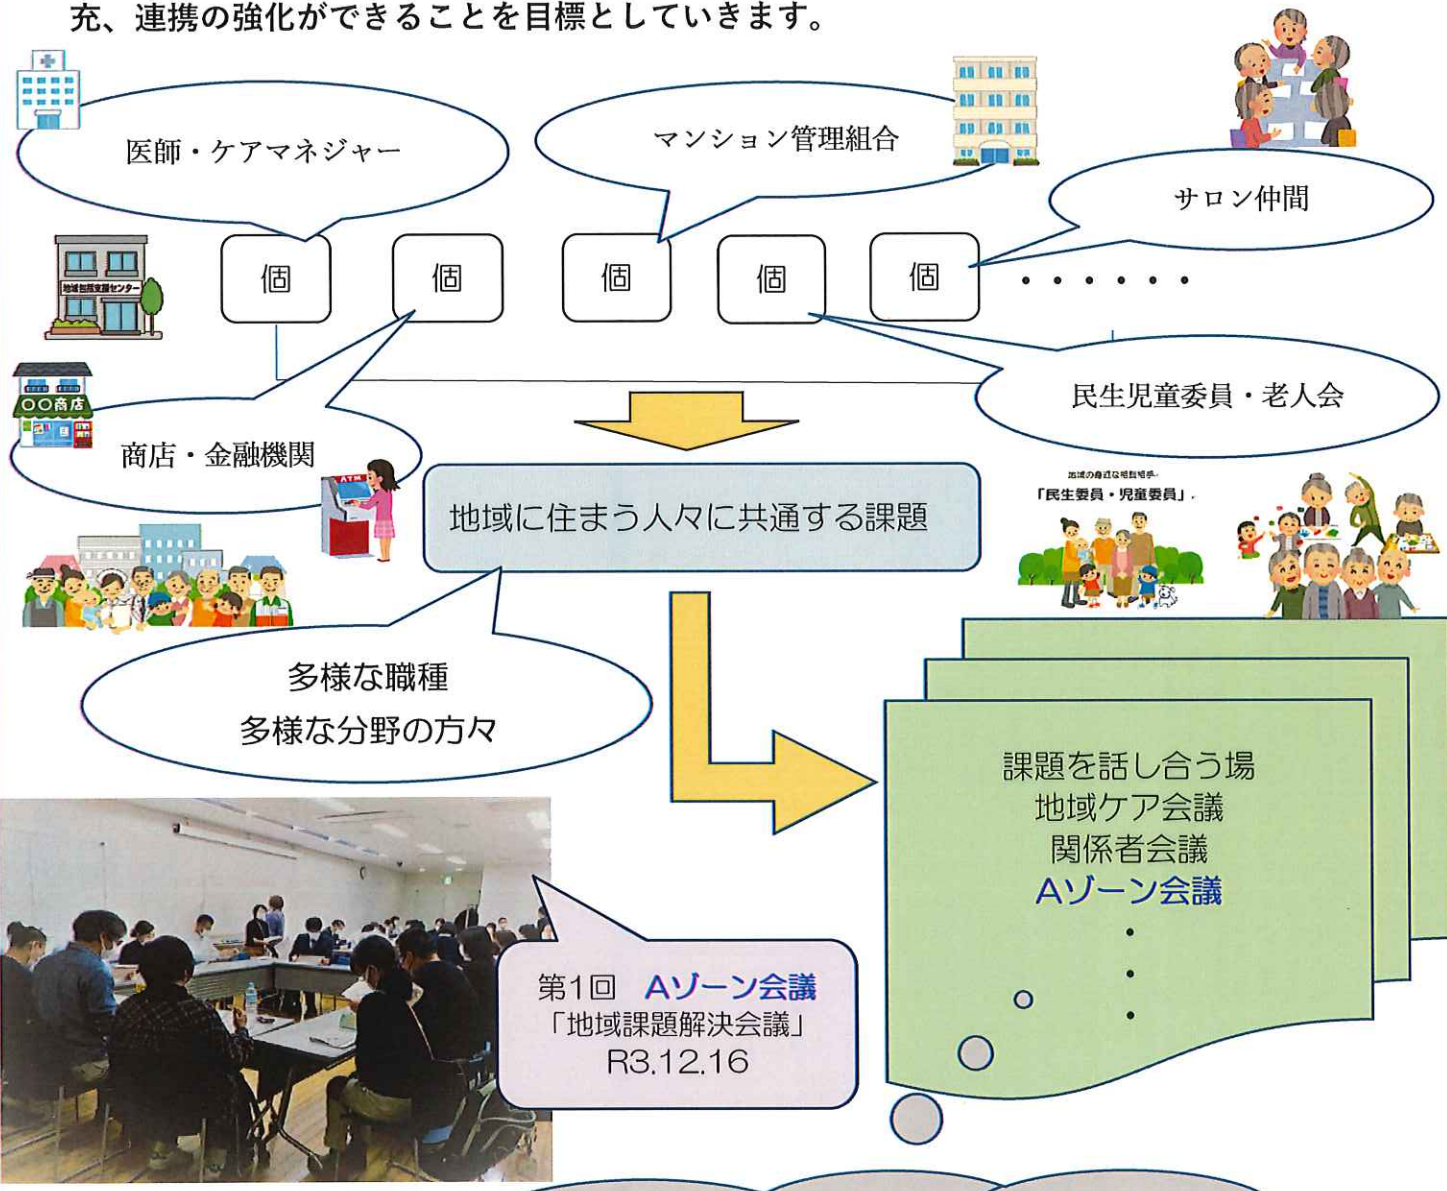 充、連携の強化ができることを目標としていきます。
医師・ケアマネジャー
マンション管理組合
サロン仲間
個
個
個
個
個
・・・・・・
地域包括支援センター
〇〇商店
商店・金融機関
ATM
民生児童委員・老人会
地域に住まう人々に共通する課題
「民生委員・児童委員」
多様な職種
多様な分野の方々
課題を話し合う場
地域ケア会議
関係者会議
Aゾーン会議
・
・
・
第1回 Aゾーン会議
「地域課題解決会議」
R3.12.16